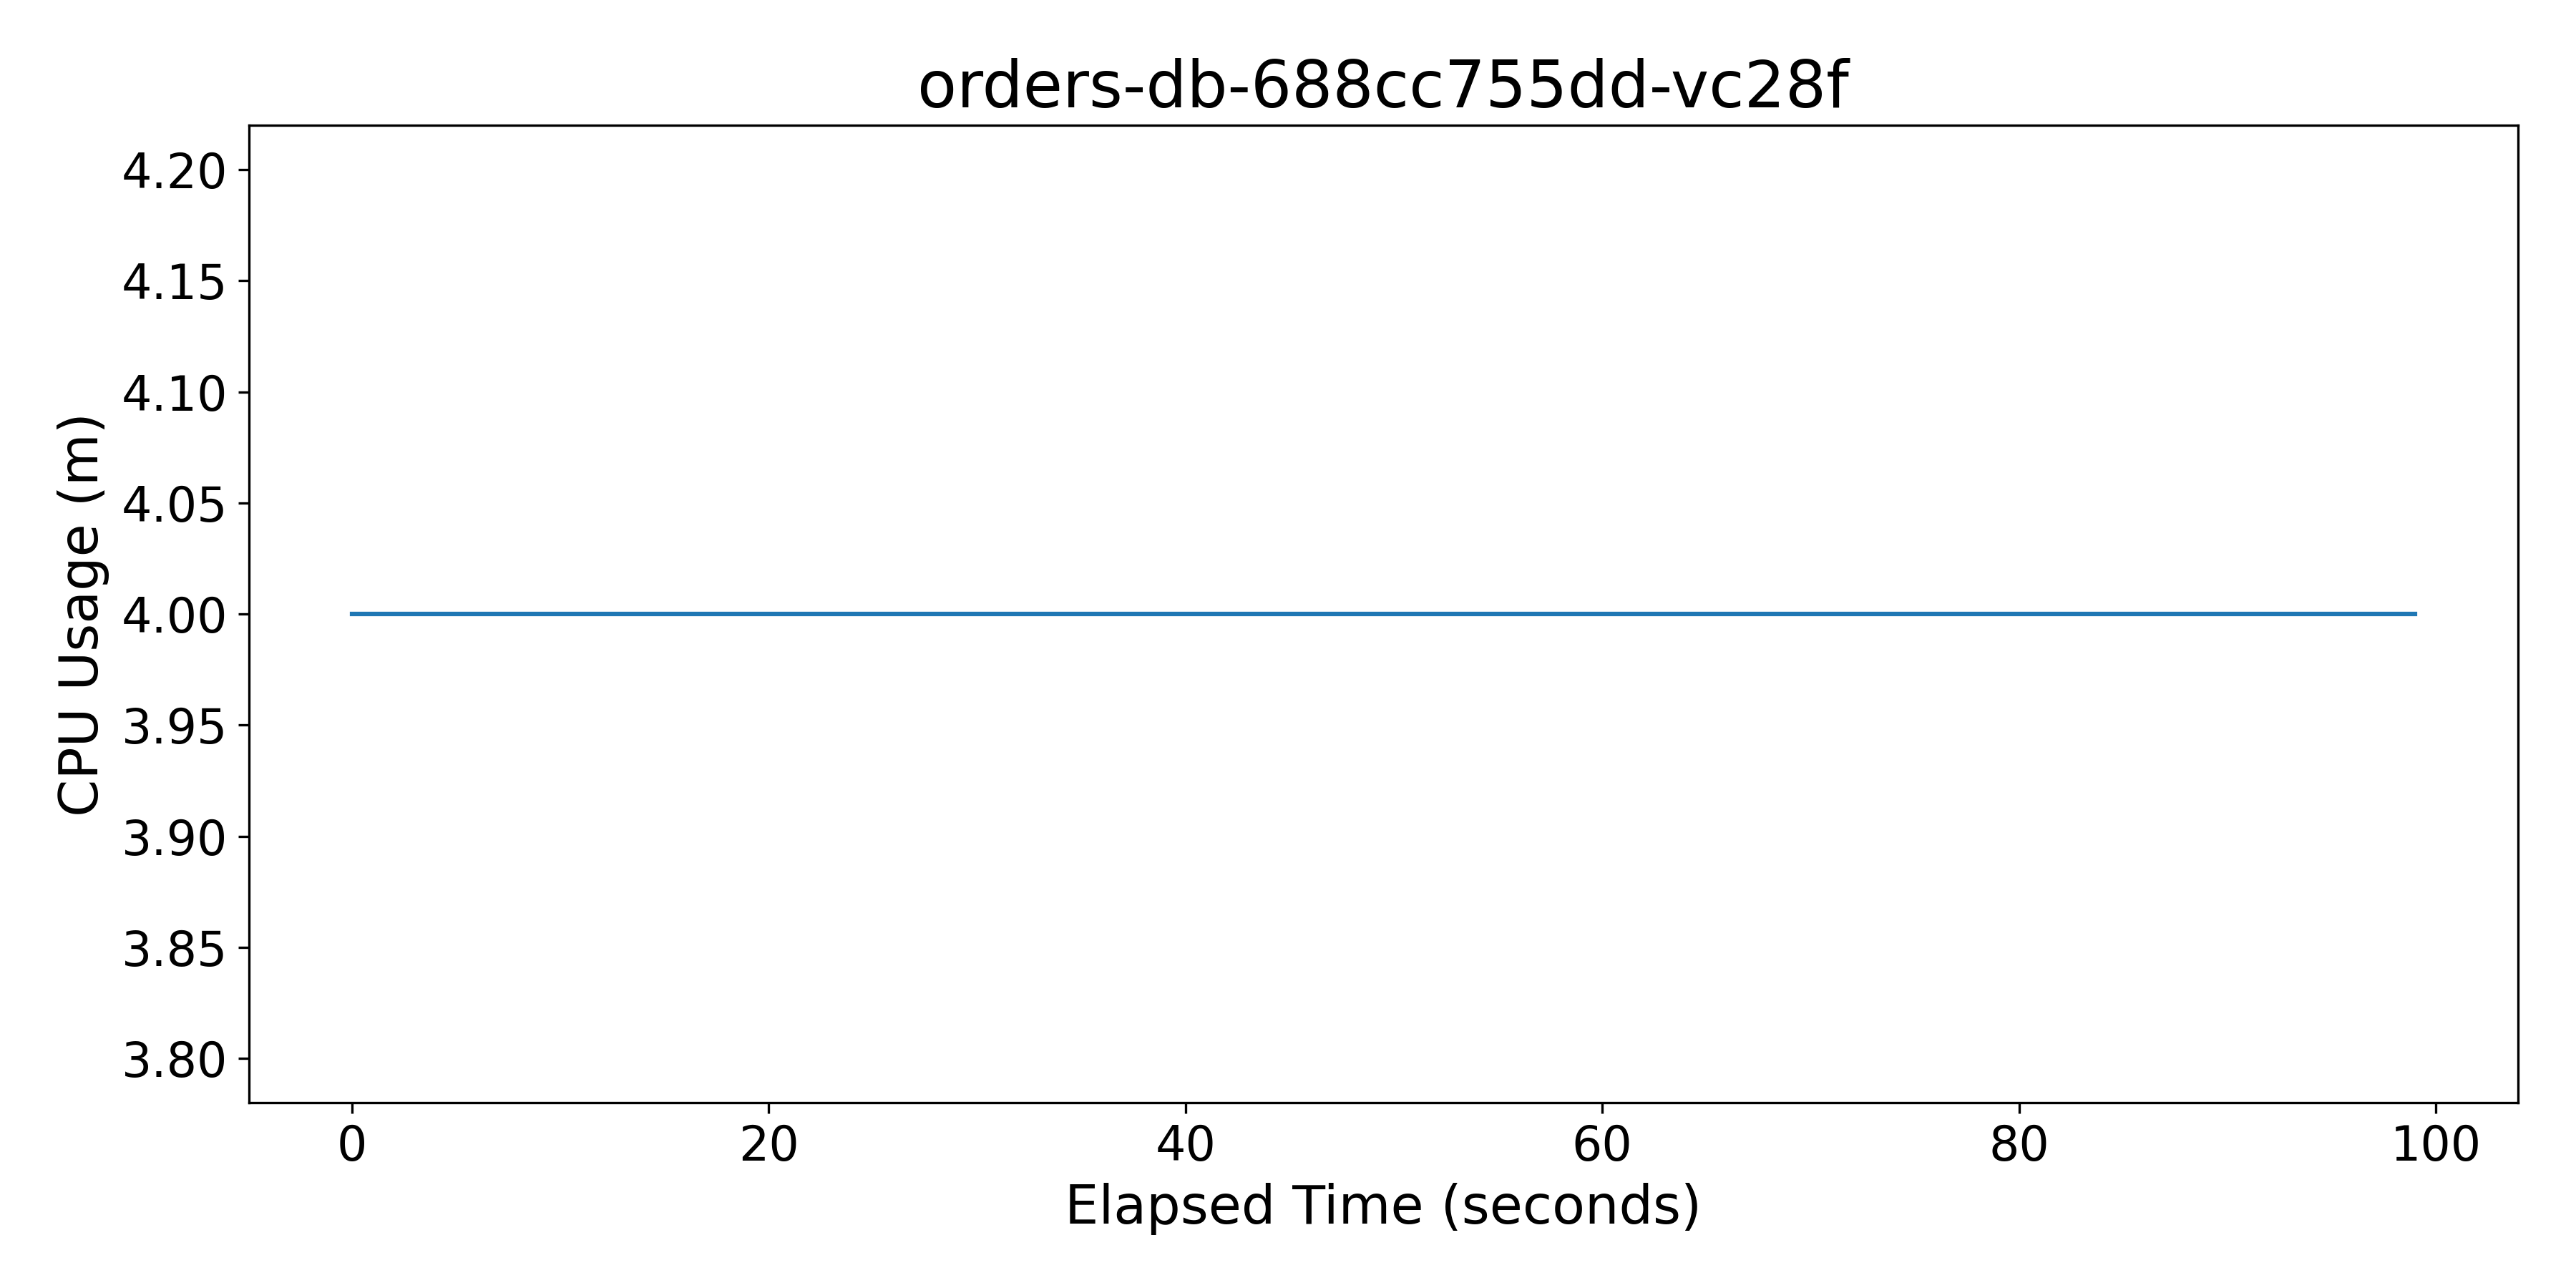 orders-db-688cc755dd-vc28f
CPU Usage (m)
4.20
4.15
4.10
4.05
4.00
3.95
3.90
3.85
3.80
0 20 40 60 80 100
Elapsed Time (seconds)